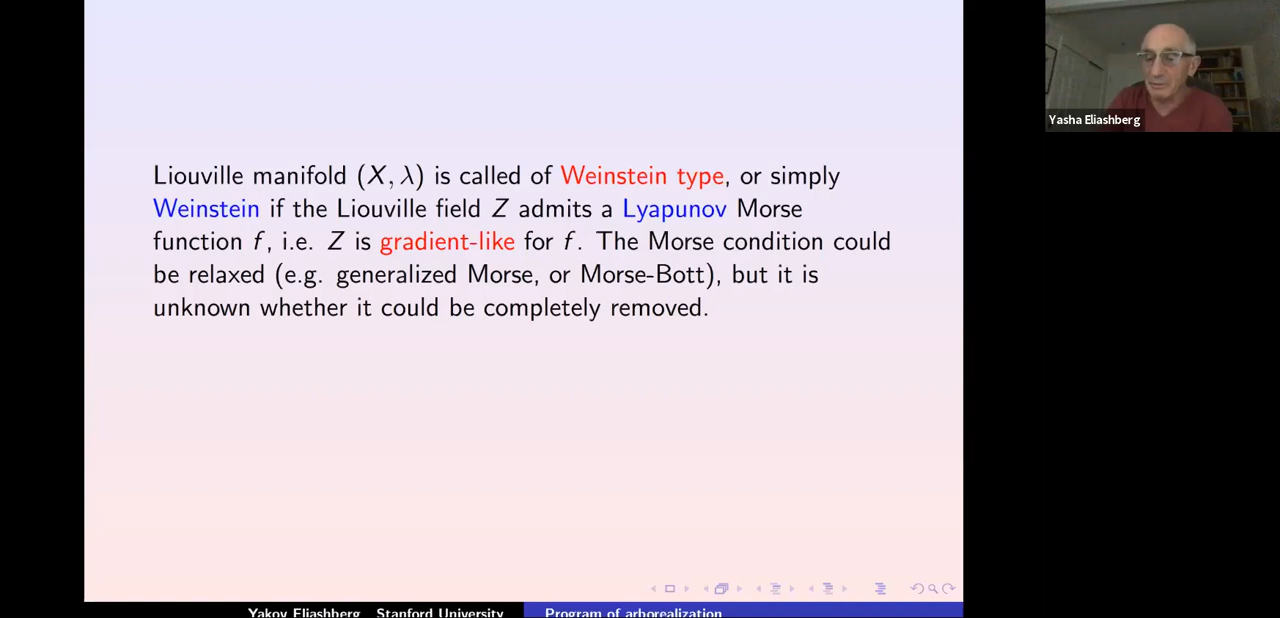 Liouville manifold (X, λ) is called of Weinstein type, or simply
Weinstein if the Liouville field Z admits a Lyapunov Morse
function f, i.e. Z is gradient-like for f. The Morse condition could
be relaxed (e.g. generalized Morse, or Morse-Bott), but it is
unknown whether it could be completely removed.
Yasha Eliashberg
Yakov Eliashberg Stanford University Program of arborealization